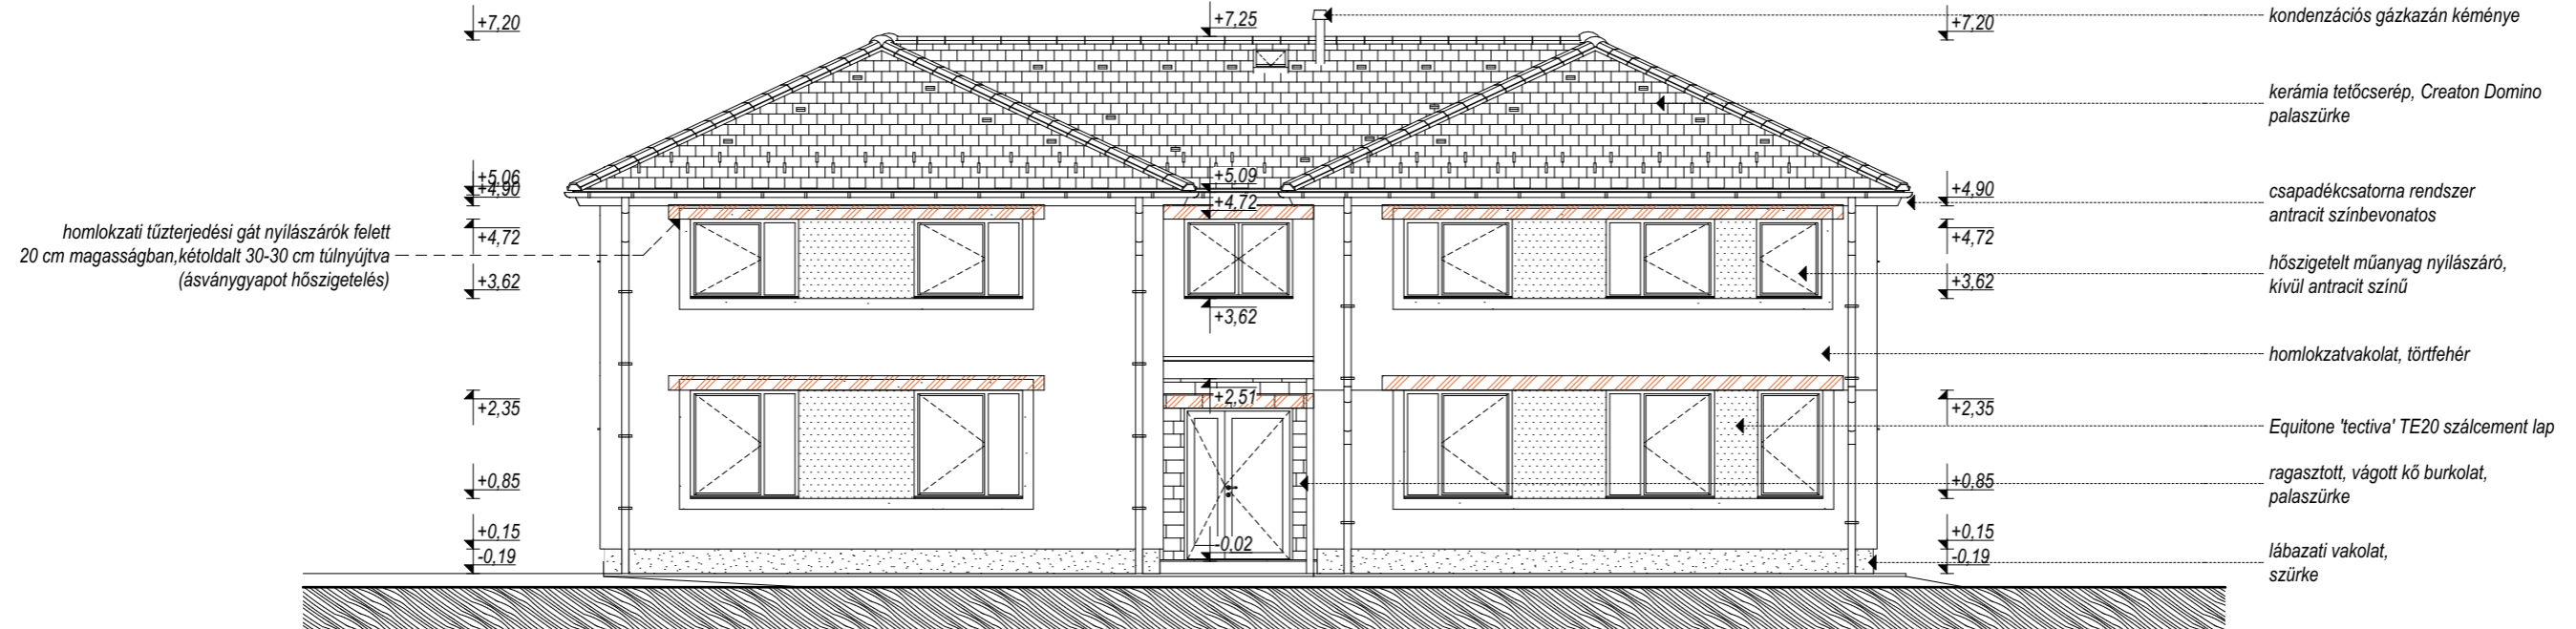 +7,20
+7,25
+7,20
kondenzációs gázkazán kéménye
kerámia tetőcserép, Creaton Domino
palaszürke
+5,06
+4,90
+5,09
+4,90
+4,72
csapadékcsatorna rendszer
antracit színbevonatos
homlokzati tűzterjedési gát nyílászárók felett
20 cm magasságban,kétoldalt 30-30 cm túlnyújtva
(ásványgyapot hőszigetelés)
+4,72
+4,72
+3,62
+3,62
+3,62
hőszigetelt műanyag nyílászáró,
kívül antracit színű
homlokzatvakolat, törtfehér
+2,35
+2,51
+2,35
Equitone 'tectiva' TE20 szálcement lap
+0,85
+0,85
ragasztott, vágott kő burkolat,
palaszürke
+0,15
-0,19
-0,02
+0,15
-0,19
lábazati vakolat,
szürke